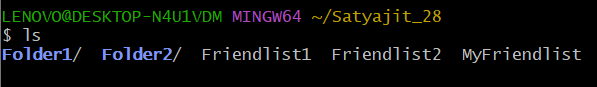 LENOVO@DESKTOP-N4U1VDM MINGW64 ~/Satyajit_28
$ ls
Folder1/  Folder2/  Friendlist1  Friendlist2  MyFriendlist